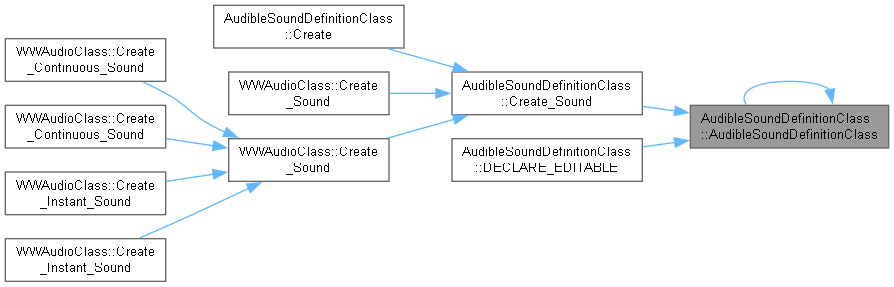 WWAudioClass::Create
_Continuous_Sound
WWAudioClass::Create
_Continuous_Sound
WWAudioClass::Create
_Instant_Sound
WWAudioClass::Create
_Instant_Sound
AudibleSoundDefinitionClass
::Create
WWAudioClass::Create
_Sound
WWAudioClass::Create
_Sound
AudibleSoundDefinitionClass
::Create_Sound
AudibleSoundDefinitionClass
::DECLARE_EDITABLE
AudibleSoundDefinitionClass
::AudibleSoundDefinitionClass